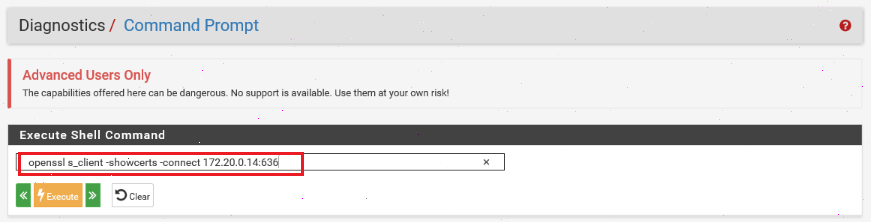 Diagnostics / Command Prompt
Advanced Users Only
The capabilities offered here can be dangerous. No support is available. Use them at your own risk!
Execute Shell Command
openssl s_client -showcerts -connect 172.20.0.14:636
Execute Clear